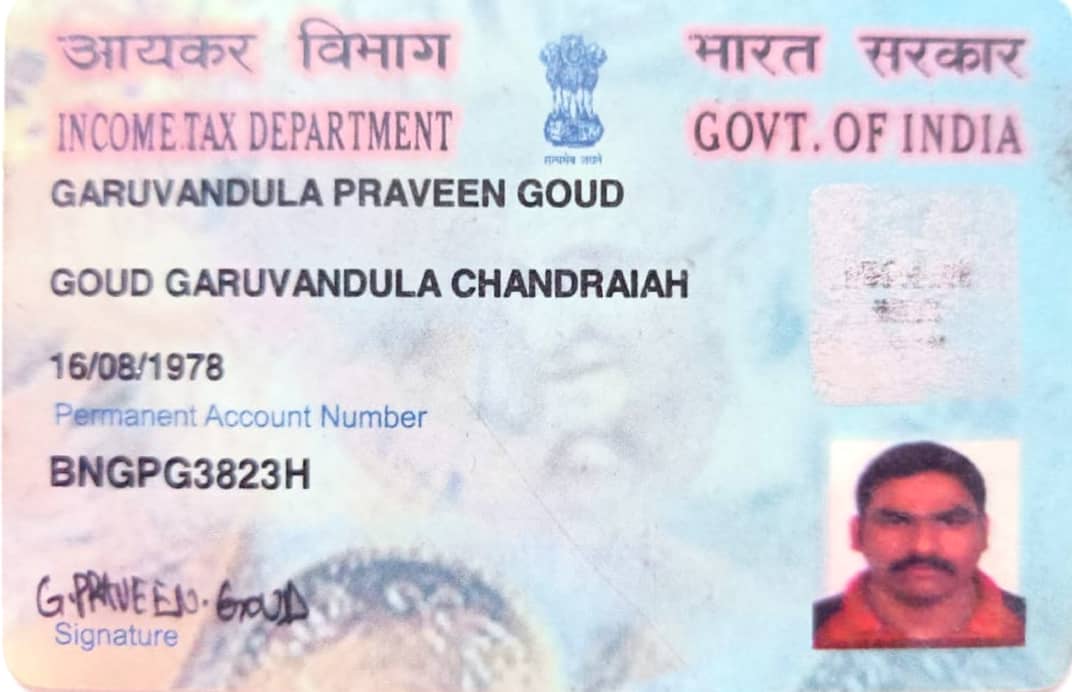 आयकर विभाग
भारत सरकार
INCOME TAX DEPARTMENT
GOVT. OF INDIA
सत्यमेव जयते
GARUVANDULA PRAVEEN GOUD
GOUD GARUVANDULA CHANDRAIAH
16/08/1978
Permanent Account Number
BNGPG3823H
G.PRAVEEN.GOUD
Signature